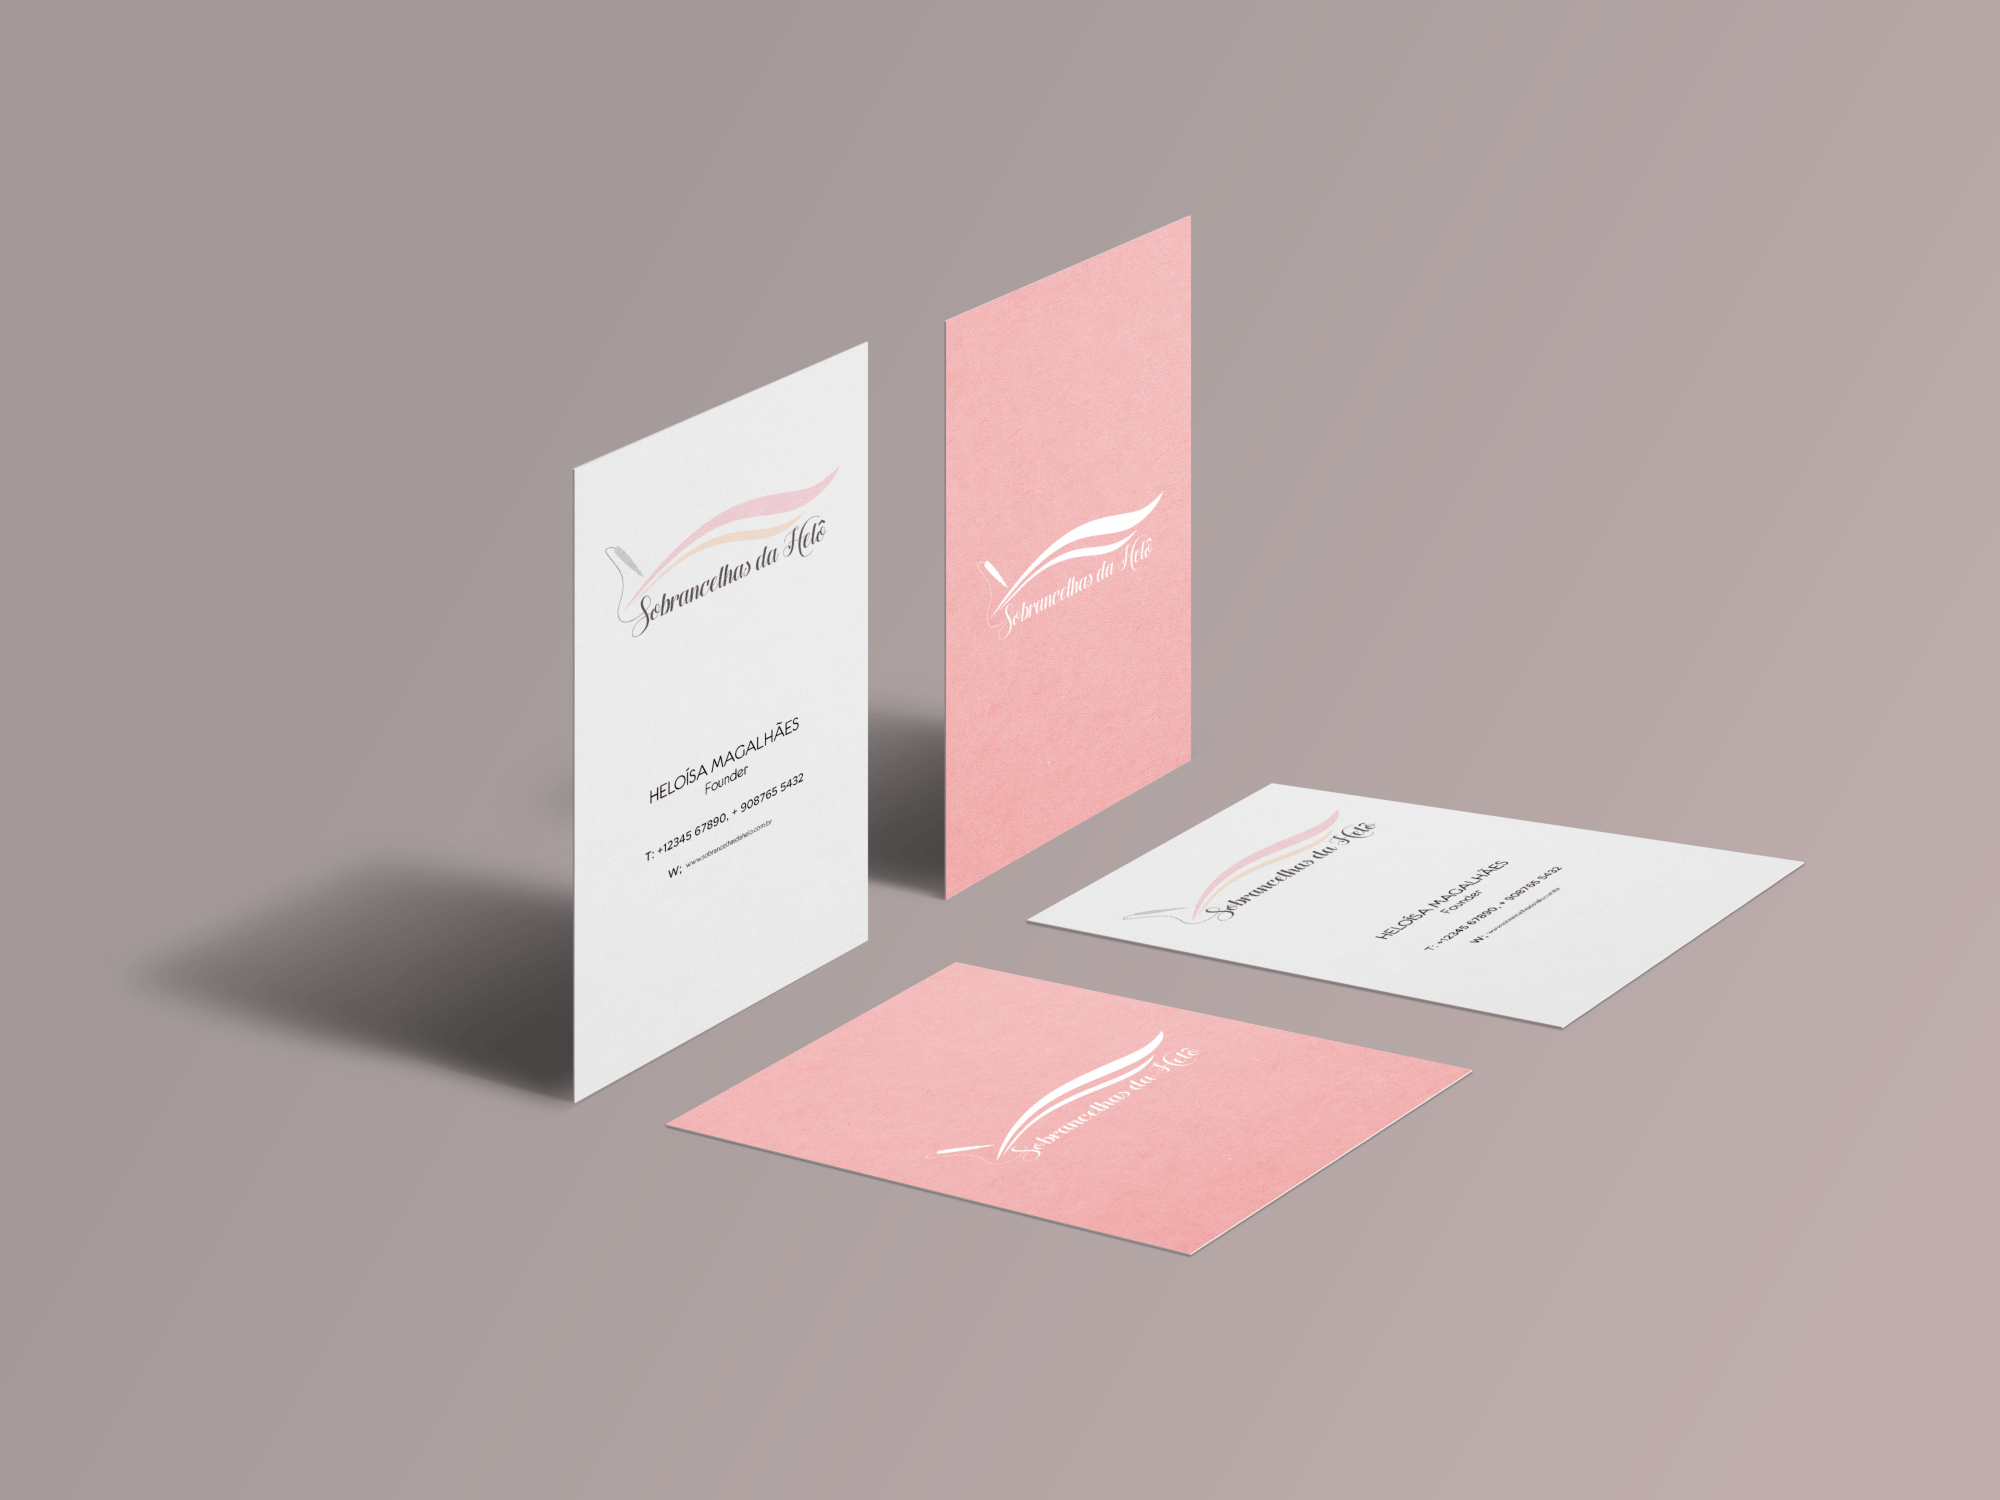 Sobrancelhas da Helô
HELOÍSA MAGALHÃES
Founder
T: +12345 67890, + 908765 5432
W: www.sobrancelhasdahelo.com.br
Sobrancelhas da Helô
Sobrancelhas da Helô
HELOÍSA MAGALHÃES
Founder
T: +12345 67890, + 908765 5432
W:
Sobrancelhas da Helô